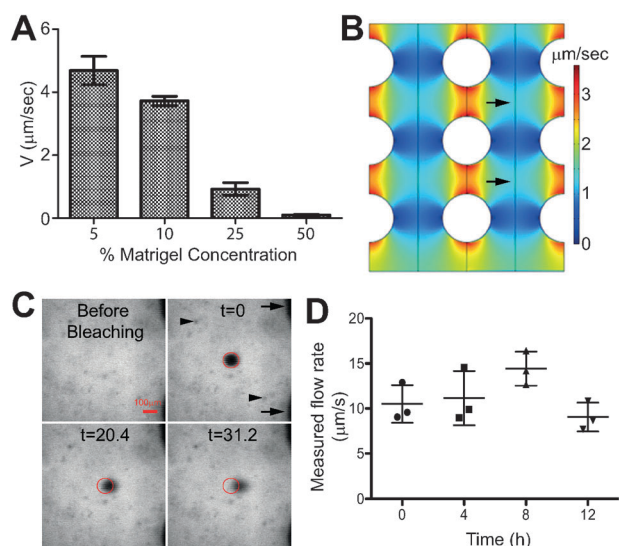 A
V (μm/sec)
6
4
2
0
5 10 25 50
% Matrigel Concentration
B
μm/sec
3
2
1
0
C
Before
Bleaching
100
t=0
t=20.4
t=31.2
D
Measured flow rate
(μm/s)
20
15
10
5
0
0 4 8 12
Time (h)